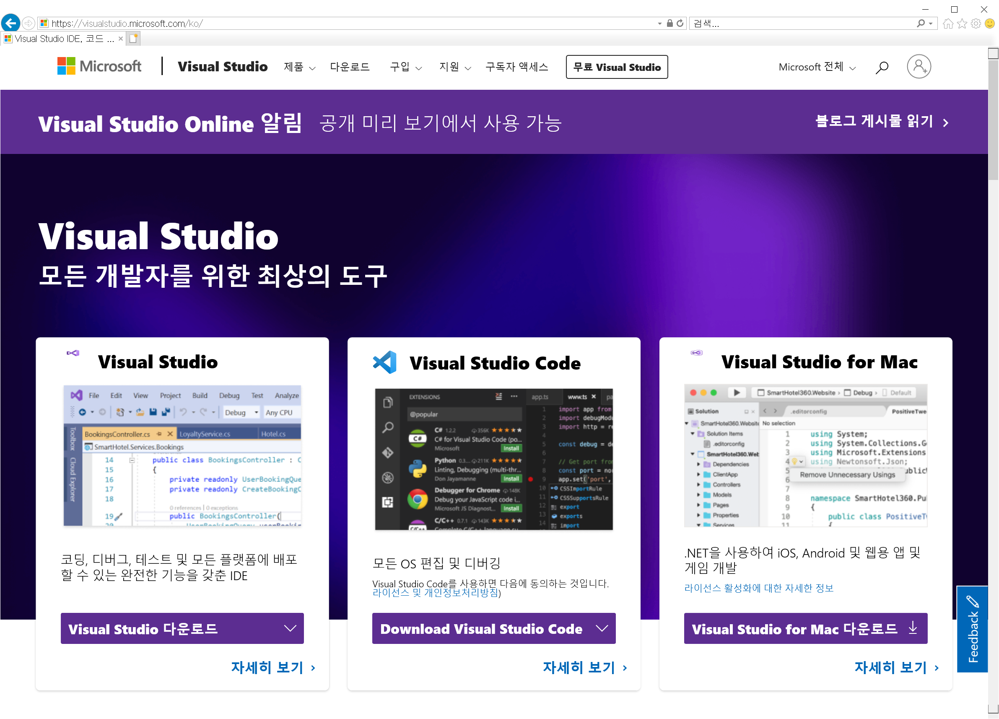 https://visualstudio.microsoft.com/ko/
검색...
Visual Studio IDE, 코드 ...
Microsoft
Visual Studio
제품
다운로드
구입
지원
구독자 액세스
무료 Visual Studio
Microsoft 전체
Visual Studio Online 알림 공개 미리 보기에서 사용 가능
블로그 게시물 읽기
Visual Studio
모든 개발자를 위한 최상의 도구
Visual Studio
File Edit View Project Build Debug Test Analyze
Debug Any CPU
Toolbox
Cloud Explorer
BookingsController.cs LoyaltyService.cs Hotel.cs
SmartHotel.Services.Bookings
14 public class BookingsController : C
15 {
16 private readonly UserBookingQue
17 private readonly CreateBookingC
18
0 references | 0 exceptions
19 public BookingsController(
20 UserBookingQuery userBookin
코딩, 디버그, 테스트 및 모든 플랫폼에 배포
할 수 있는 완전한 기능을 갖춘 IDE
Visual Studio 다운로드
자세히 보기
Visual Studio Code
EXTENSIONS
@popular
C# 1.2.2 356K
C# for Visual Studio Code (po...
Microsoft Install
Python 0.3... 211K
Linting, Debugging (multi-thr...
Don Jayamanne Install
Debugger for Chrome 148K
Debug your JavaScript code i...
Microsoft JS Diagnost... Install
C/C++ 0.7.1 143K
Complete C/C++ language su
app.ts www.ts pa
1 import app from
2 import debugModu
3 import http = re
4
5 const debug = de
6
7 // Get port from
8 const port = nor
9 app.set('port',
10 CSSImportRule
11 CSSSupportsRule
12 export
13 exports
14 import
모든 OS 편집 및 디버깅
Visual Studio Code를 사용하면 다음에 동의하는 것입니다.
라이선스 및 개인정보처리방침)
Download Visual Studio Code
자세히 보기
Visual Studio for Mac
SmartHotel360.Website › Debug › Default
Solution
SmartHotel360.Website
Solution Items
.editorconfig
SmartHotel360.Web
Dependencies
ClientApp
Controllers
Models
Pages
Properties
Services
.editorconfig PositiveTwe
No selection
1 using System;
2 using System.Collections.Ge
3 using Microsoft.Extensions
4 using Newtonsoft.Json;
5 ublicW
Remove Unnecessary Usings
6
7
8 namespace SmartHotel360.Pu
9 {
10 public class PositiveTw
11 {
.NET을 사용하여 iOS, Android 및 웹용 앱 및
게임 개발
라이선스 활성화에 대한 자세한 정보
Visual Studio for Mac 다운로드
자세히 보기
Feedback